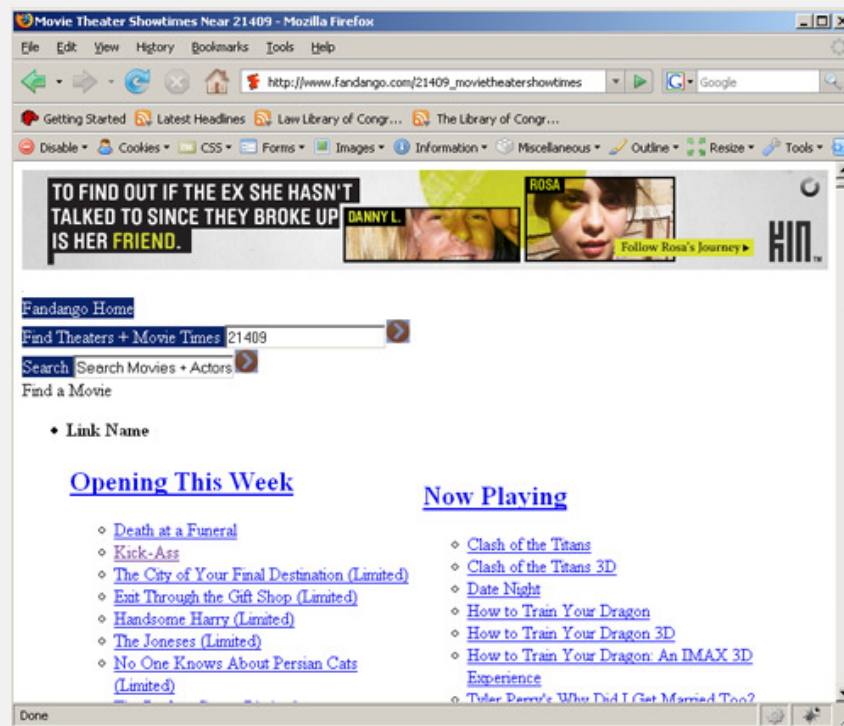 Movie Theater Showtimes Near 21409 - Mozilla Firefox
File Edit View History Bookmarks Tools Help
http://www.fandango.com/21409_movietheatershowtimes Google
Getting Started Latest Headlines Law Library of Congr... The Library of Congr...
Disable Cookies CSS Forms Images Information Miscellaneous Outline Resize Tools
TO FIND OUT IF THE EX SHE HASN'T
TALKED TO SINCE THEY BROKE UP
IS HER FRIEND.
DANNY L.
ROSA
Follow Rosa's Journey
KIN™
Fandango Home
Find Theaters + Movie Times 21409
Search Search Movies + Actors
Find a Movie
Link Name
Opening This Week
Death at a Funeral
Kick-Ass
The City of Your Final Destination (Limited)
Exit Through the Gift Shop (Limited)
Handsome Harry (Limited)
The Joneses (Limited)
No One Knows About Persian Cats
(Limited)
Now Playing
Clash of the Titans
Clash of the Titans 3D
Date Night
How to Train Your Dragon
How to Train Your Dragon 3D
How to Train Your Dragon: An IMAX 3D
Experience
Tyler Perry's Why Did I Get Married Too?
Done